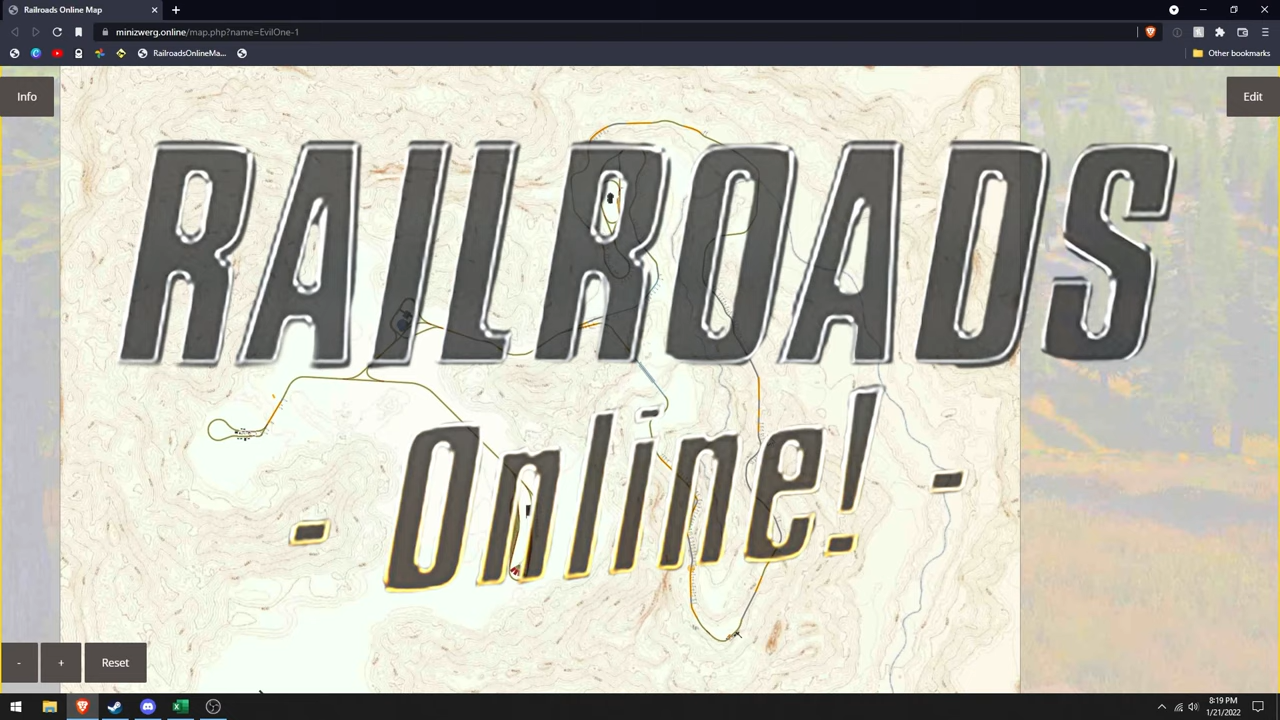 Railroads Online Map
minizwerg.online/map.php?name=EvilOne-1
RailroadsOnlineMa...
Other bookmarks
Info
Edit
RAILROADS
- Online! -
-
+
Reset
8:19 PM
1/21/2022